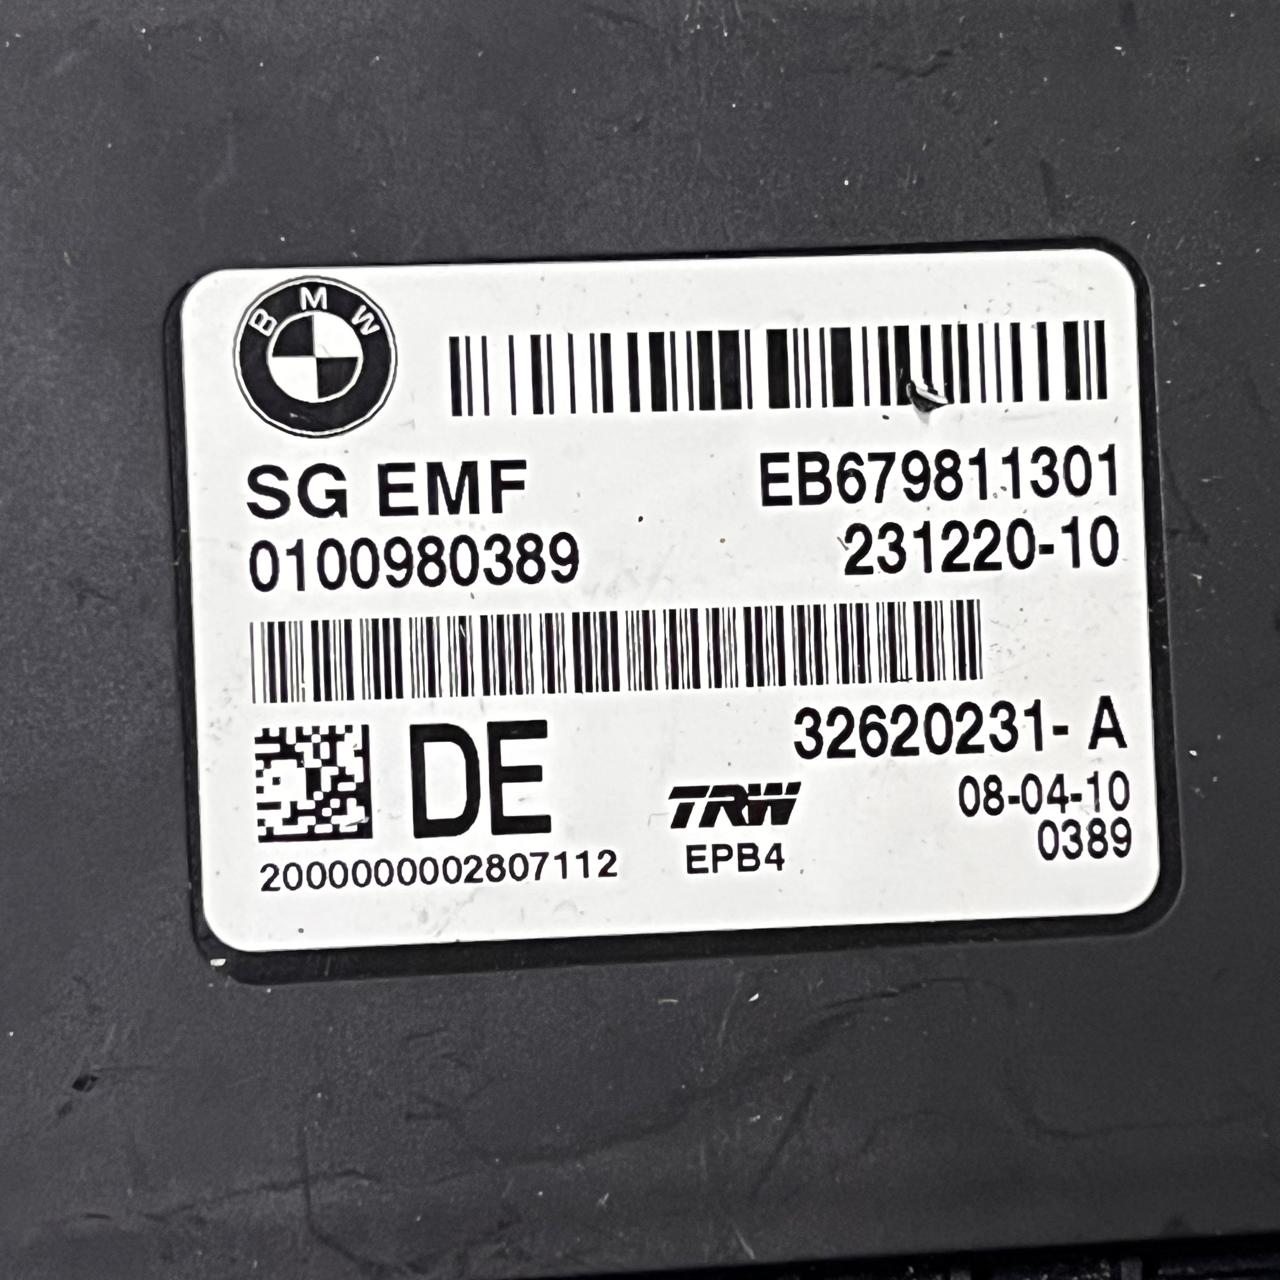 BMW
SG EMF
EB679811301
0100980389
231220-10
32620231- A
DE
TRW
08-04-10
EPB4
0389
2000000002807112